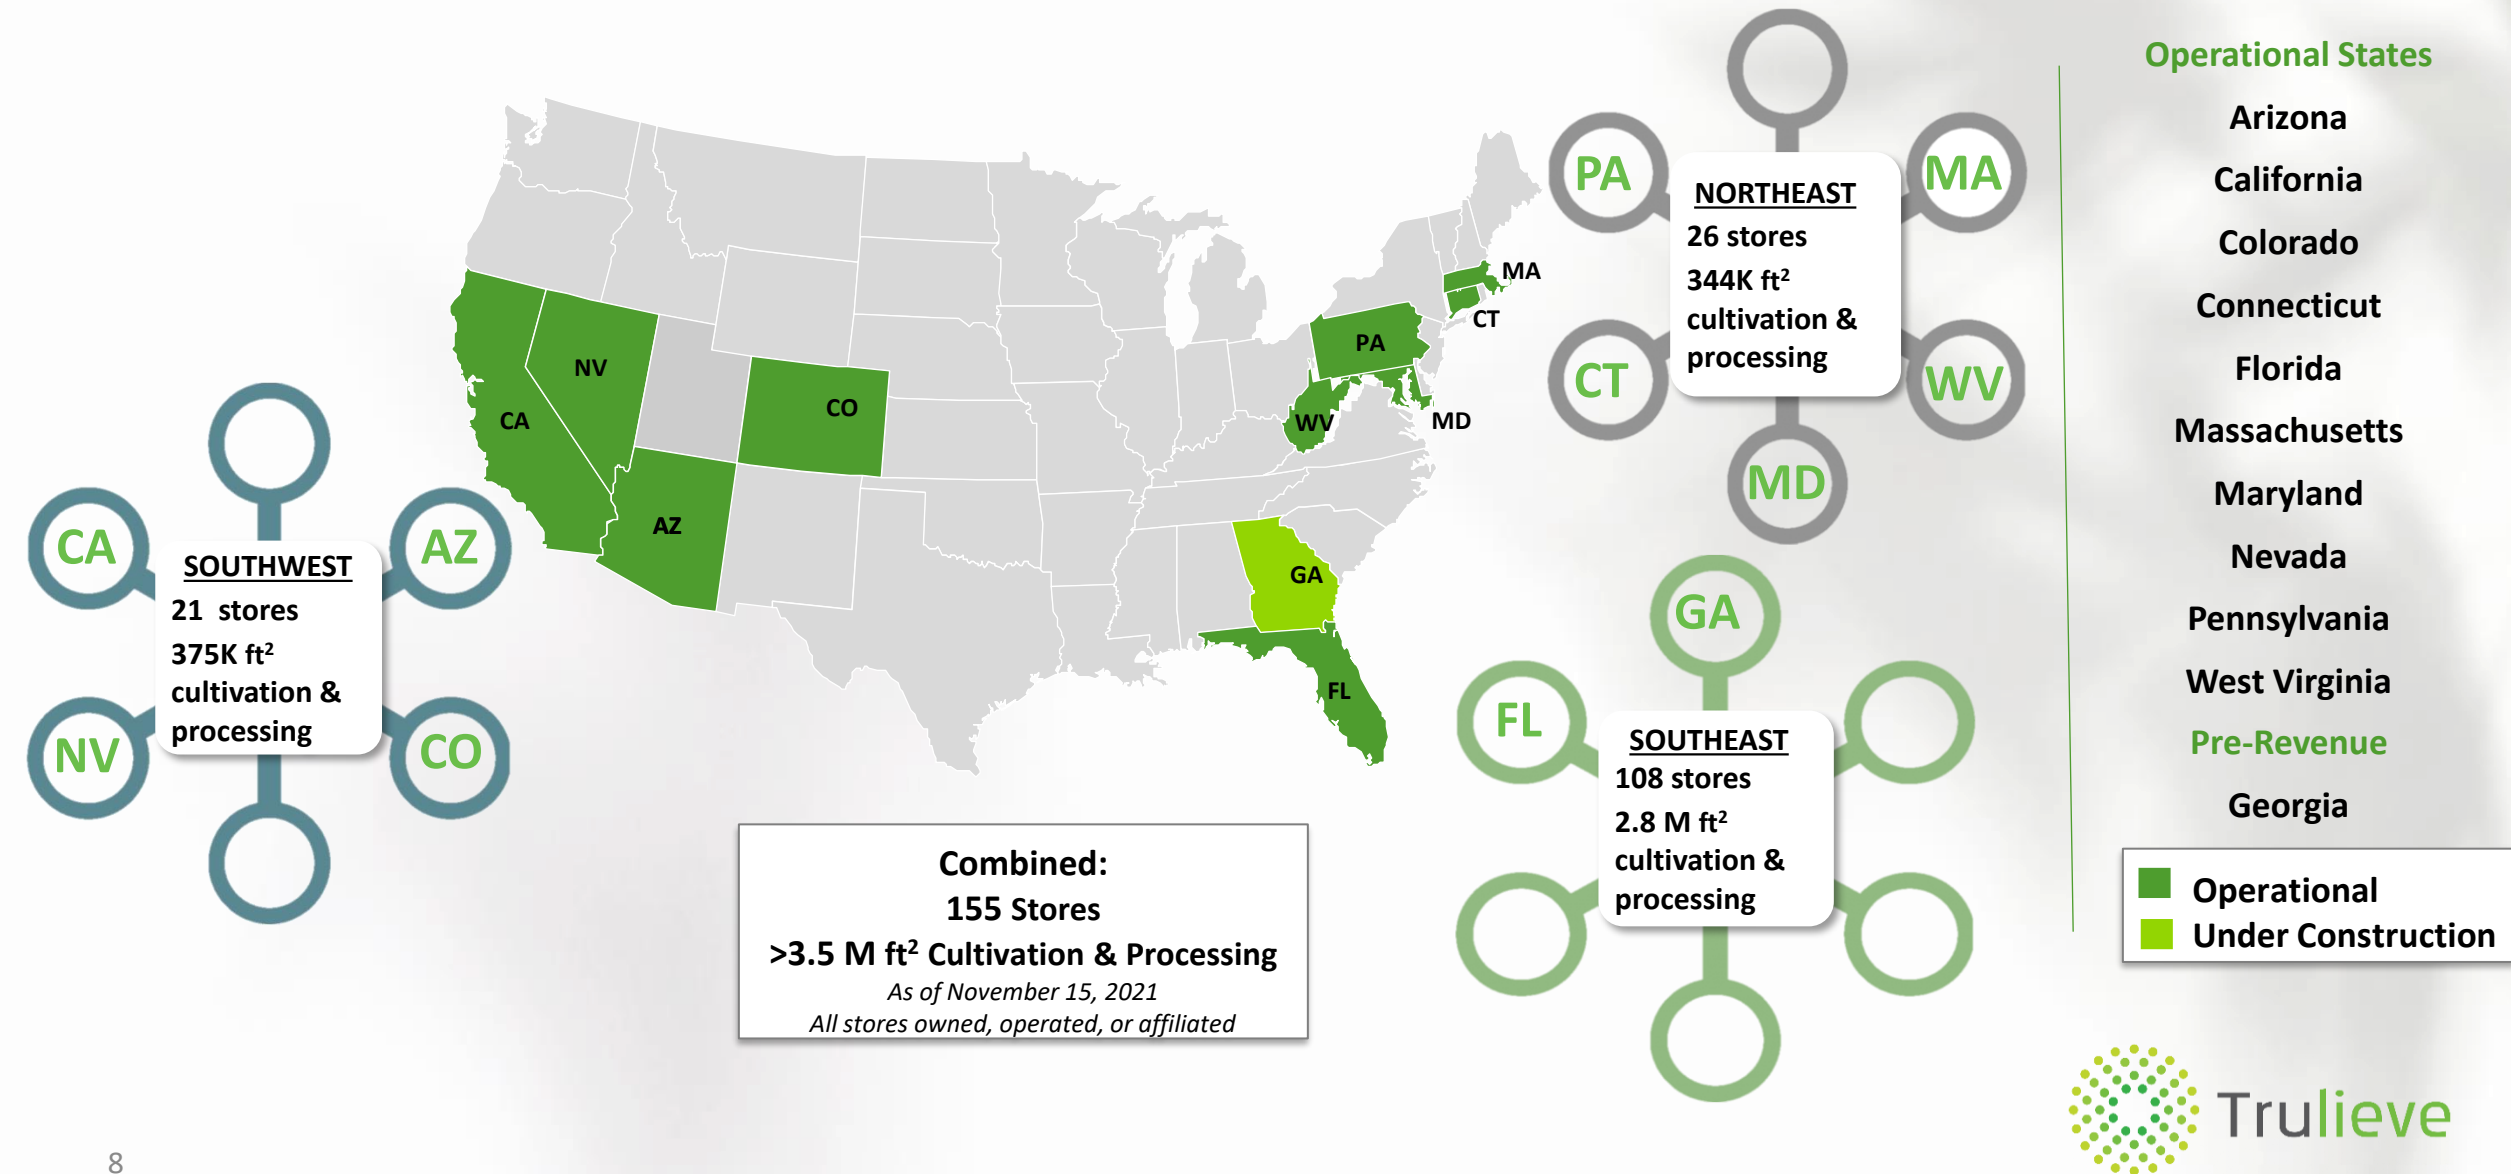 NV
CA
CO
AZ
PA
WV
MA
CT
MD
GA
FL
CA
AZ
NV
CO
SOUTHWEST
21 stores
375K ft²
cultivation &
processing
PA
MA
CT
WV
MD
NORTHEAST
26 stores
344K ft²
cultivation &
processing
GA
FL
SOUTHEAST
108 stores
2.8 M ft²
cultivation &
processing
Combined:
155 Stores
>3.5 M ft² Cultivation & Processing
As of November 15, 2021
All stores owned, operated, or affiliated
Operational States
Arizona
California
Colorado
Connecticut
Florida
Massachusetts
Maryland
Nevada
Pennsylvania
West Virginia
Pre-Revenue
Georgia
Operational
Under Construction
Trulieve
8